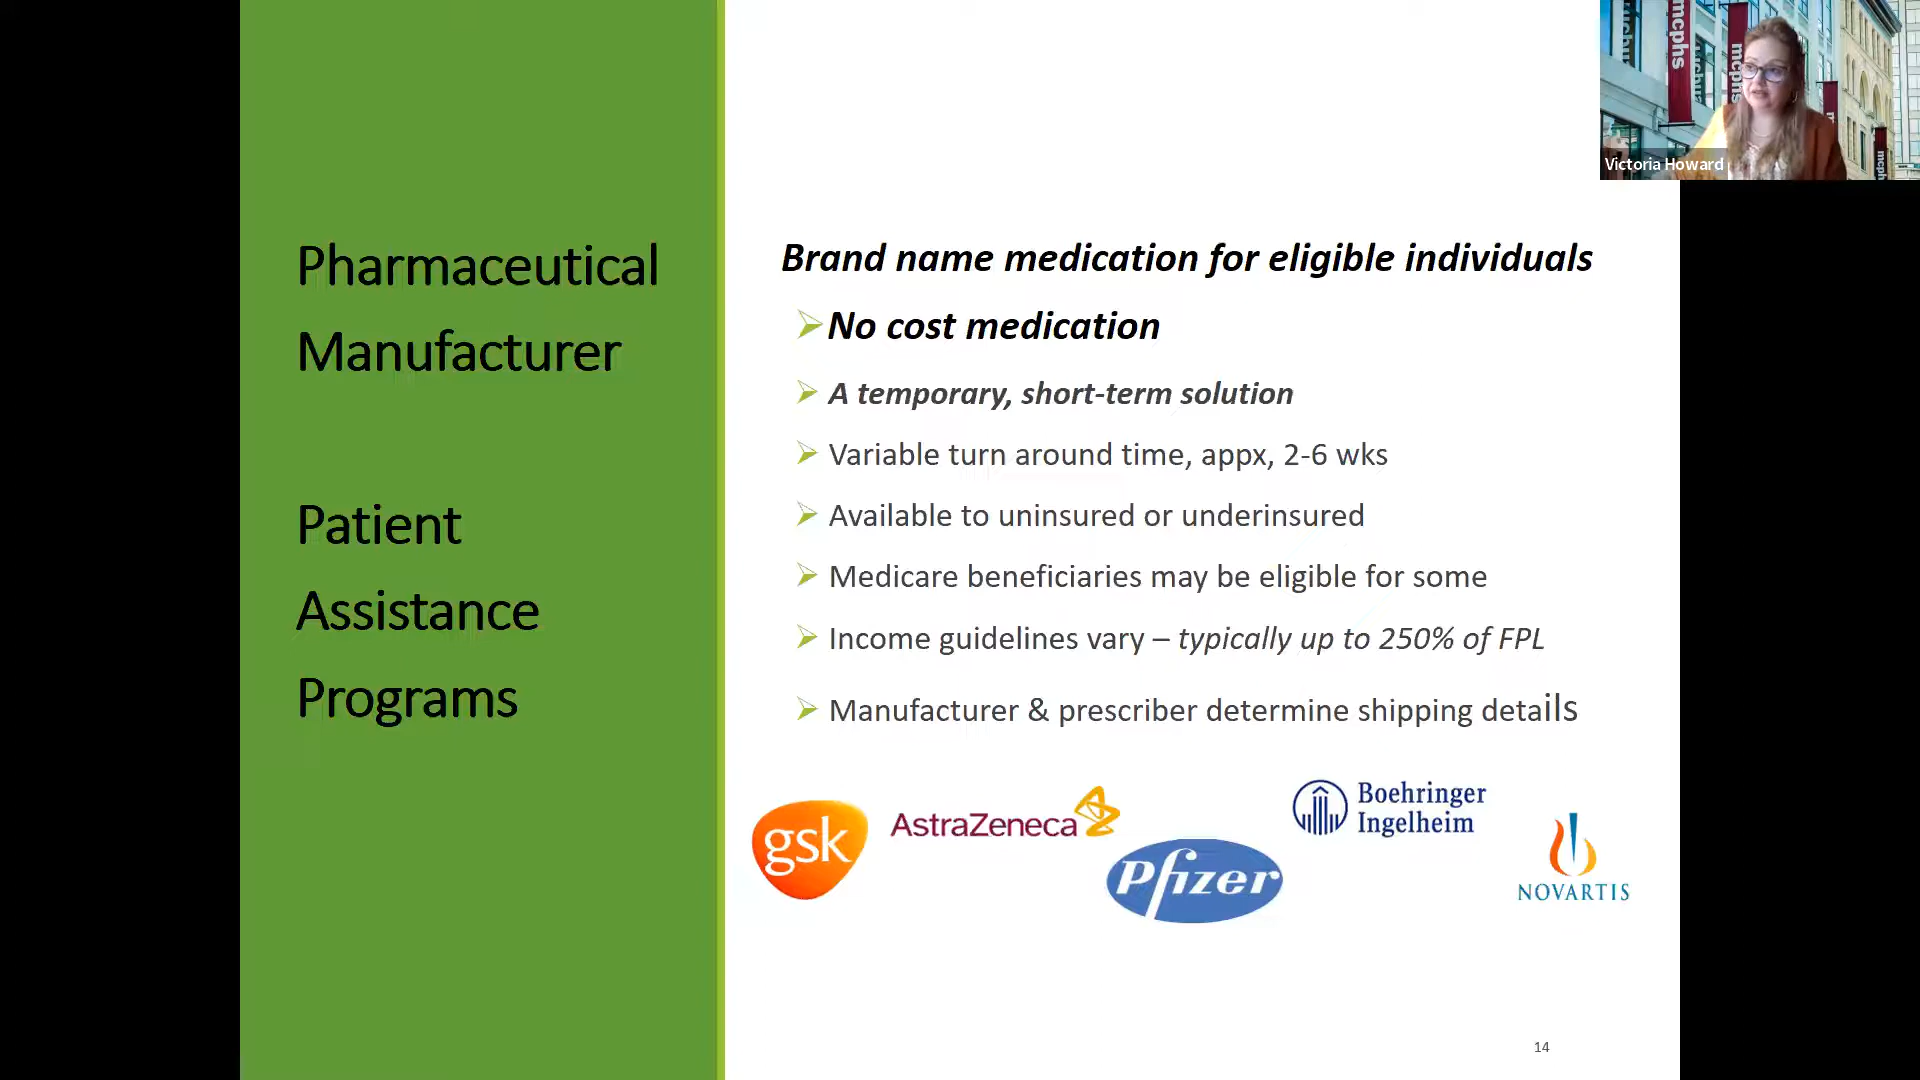 Pharmaceutical
Manufacturer
Patient
Assistance
Programs
Brand name medication for eligible individuals
No cost medication
A temporary, short-term solution
Variable turn around time, appx, 2-6 wks
Available to uninsured or underinsured
Medicare beneficiaries may be eligible for some
Income guidelines vary – typically up to 250% of FPL
Manufacturer & prescriber determine shipping details
gsk
AstraZeneca
Pfizer
Boehringer
Ingelheim
NOVARTIS
14
mcphs
mcphs
Victoria Howard